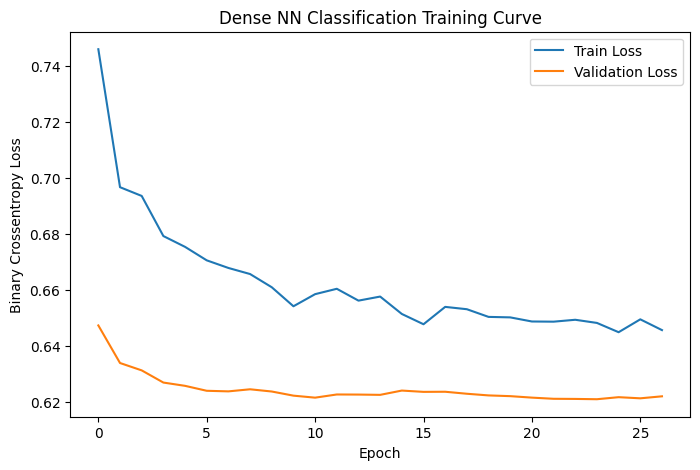 Dense NN Classification Training Curve
Train Loss
Validation Loss
Binary Crossentropy Loss
0.74
0.72
0.70
0.68
0.66
0.64
0.62
0
5
10
15
20
25
Epoch